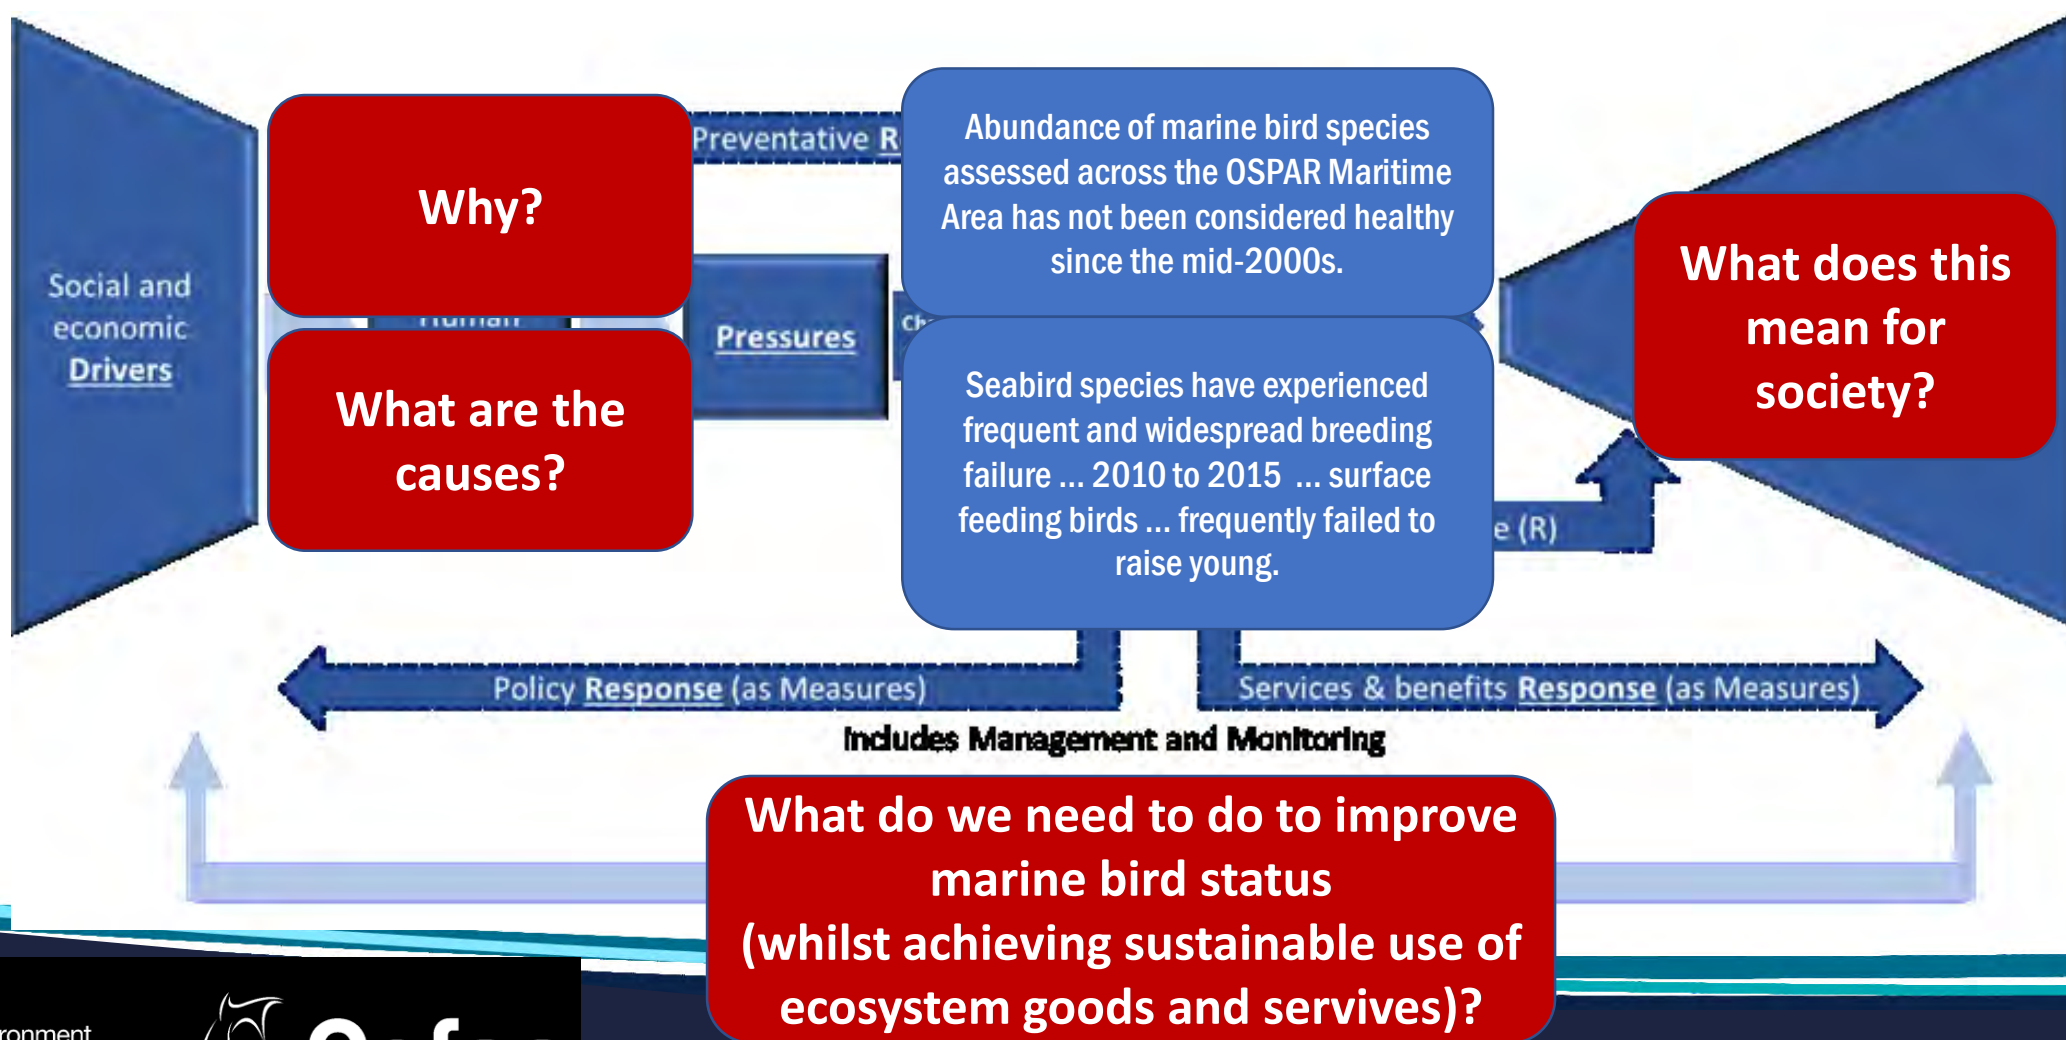 Social and
economic
Drivers
Why?
What are the
causes?
Preventative
Human
Pressures
Abundance of marine bird species
assessed across the OSPAR Maritime
Area has not been considered healthy
since the mid-2000s.
Seabird species have experienced
frequent and widespread breeding
failure ... 2010 to 2015 ... surface
feeding birds ... frequently failed to
raise young.
What does this
mean for
society?
e (R)
Policy Response (as Measures)
Services & benefits Response (as Measures)
Includes Management and Monitoring
What do we need to do to improve
marine bird status
(whilst achieving sustainable use of
ecosystem goods and servives)?